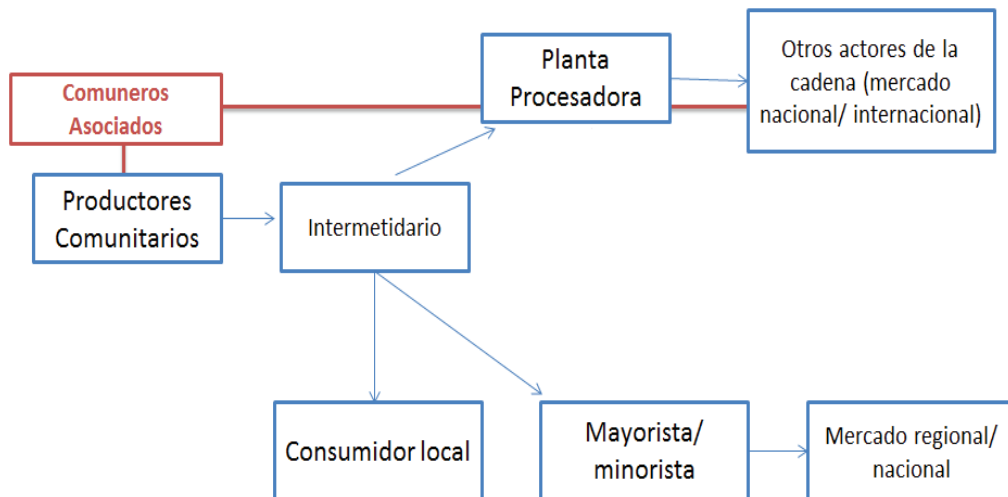 Comuneros
Asociados
Planta
Procesadora
Otros actores de la
cadena (mercado
nacional/ internacional)
Productores
Comunitarios
Intermetidario
Consumidor local
Mayorista/
minorista
Mercado regional/
nacional